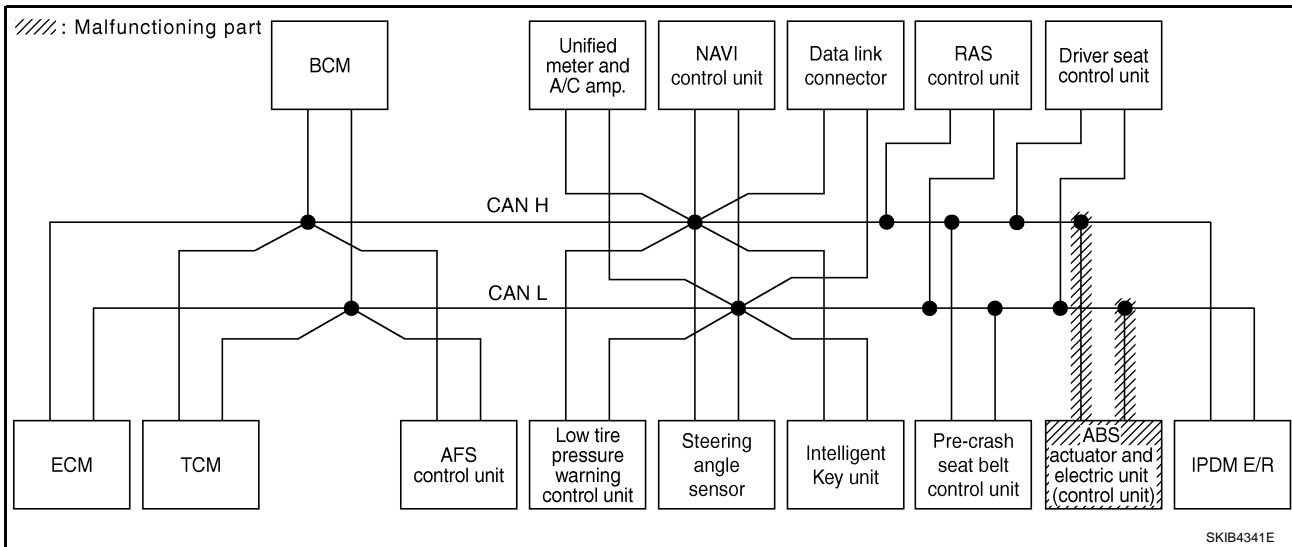 : Malfunctioning part
BCM
Unified
meter and
A/C amp.
NAVI
control unit
Data link
connector
RAS
control unit
Driver seat
control unit
CAN H
CAN L
ECM
TCM
AFS
control unit
Low tire
pressure
warning
control unit
Steering
angle
sensor
Intelligent
Key unit
Pre-crash
seat belt
control unit
ABS
actuator and
electric unit
(control unit)
IPDM E/R
SKIB4341E